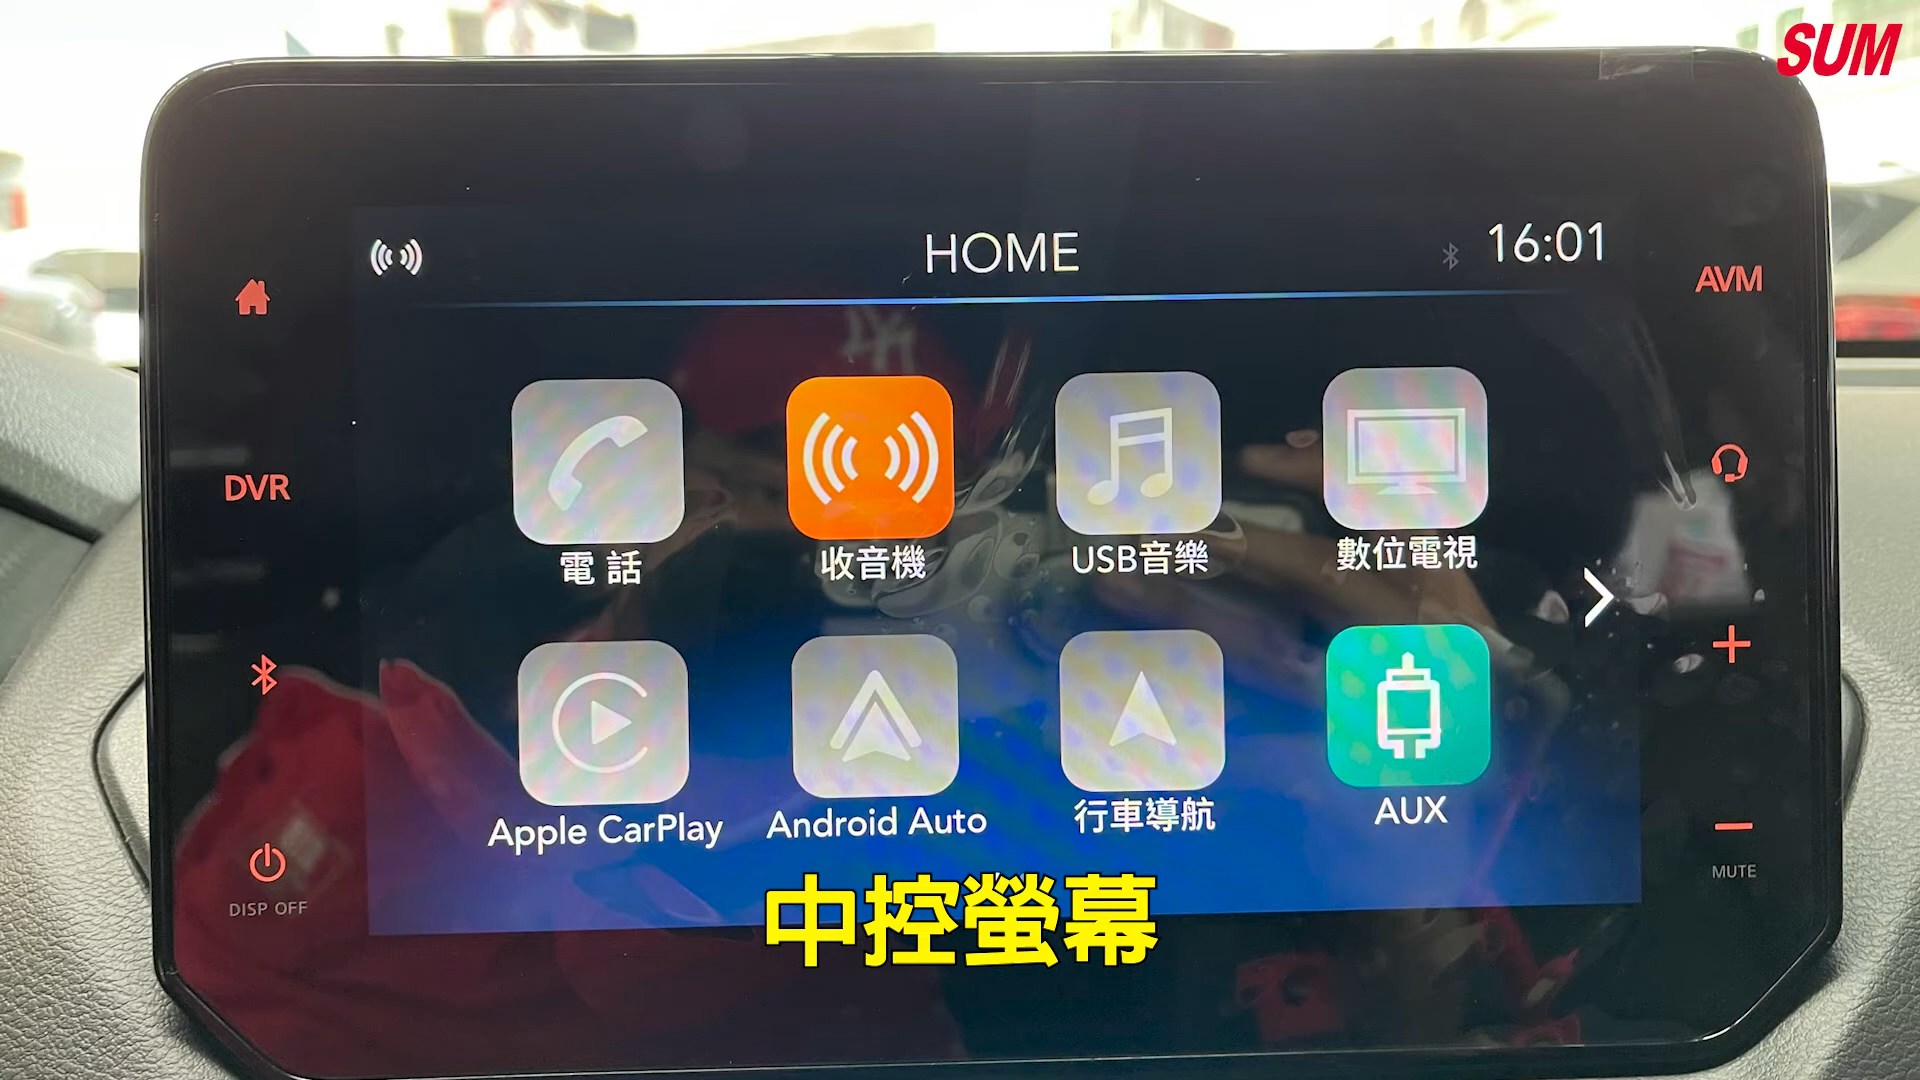 SUM
HOME
16:01
AVM
DVR
電話
收音機
USB音樂
數位電視
Apple CarPlay
Android Auto
行車導航
AUX
DISP OFF
MUTE
中控螢幕